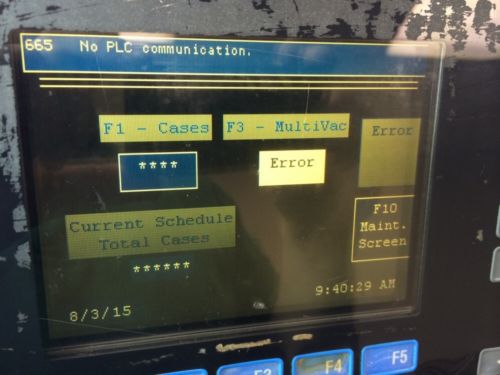 665 No PLC communication.
F1 - Cases F3 - MultiVac Error
**** Error
F10
Maint.
Screen
Current Schedule
Total Cases
******
9:40:29 AM
8/3/15
F3 F4 F5